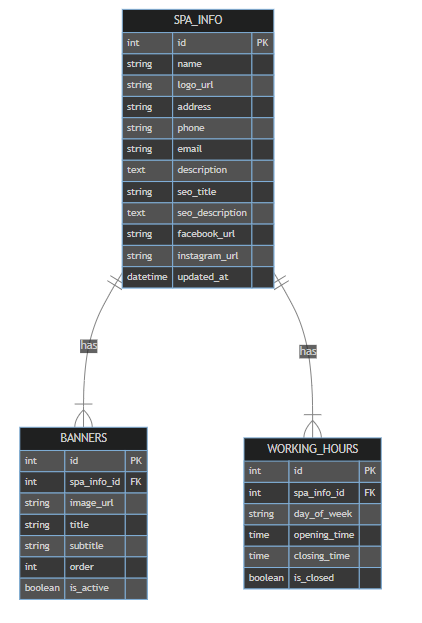 SPA_INFO
int id PK
string name
string logo_url
string address
string phone
string email
text description
string seo_title
text seo_description
string facebook_url
string instagram_url
datetime updated_at
has
has
BANNERS
int id PK
int spa_info_id FK
string image_url
string title
string subtitle
int order
boolean is_active
WORKING_HOURS
int id PK
int spa_info_id FK
string day_of_week
time opening_time
time closing_time
boolean is_closed